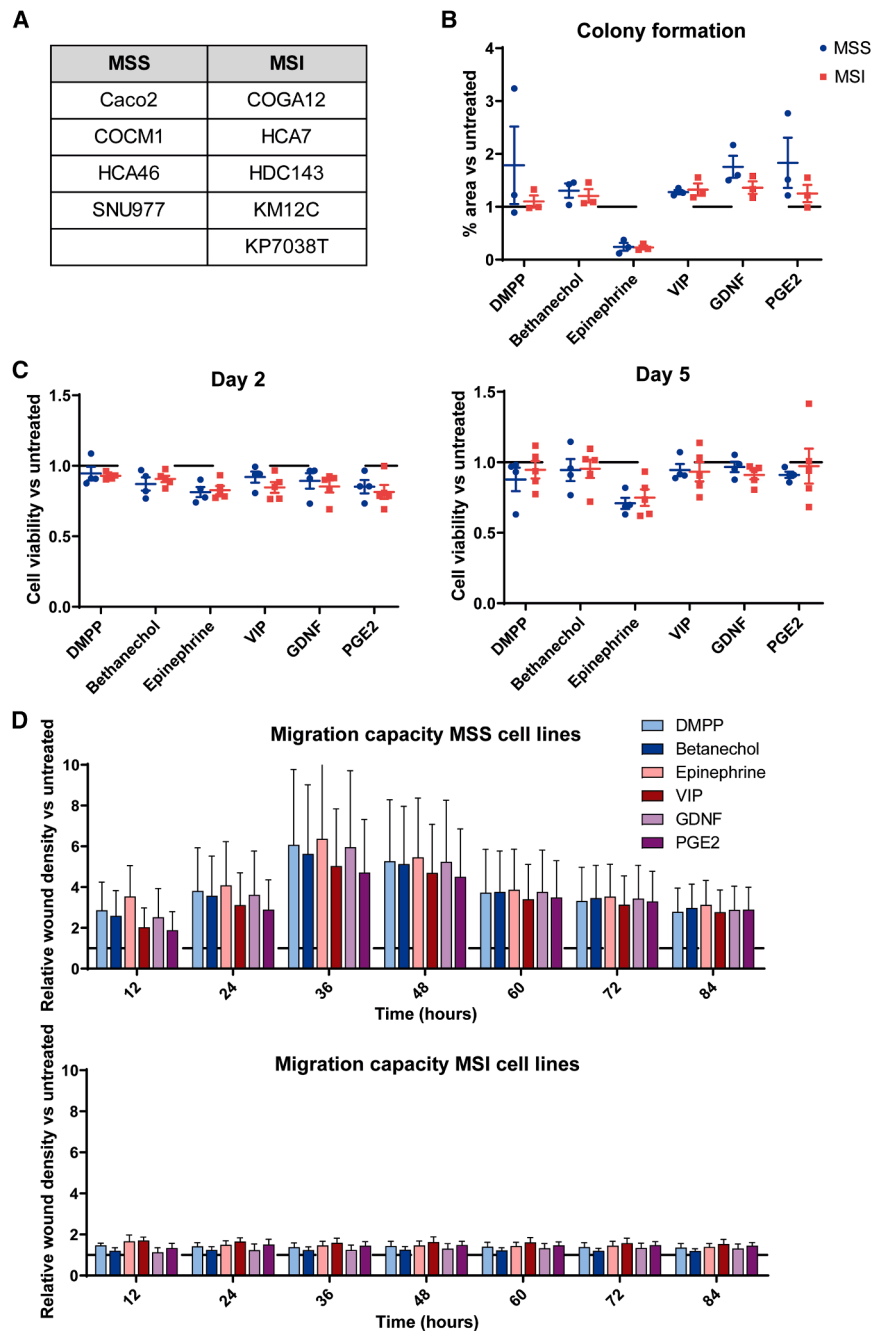 A
MSS MSI
Caco2 COGA12
COCM1 HCA7
HCA46 HDC143
SNU977 KM12C
KP7038T
B
Colony formation
MSS
MSI
% area vs untreated
4
3
2
1
0
DMPP
Bethanechol
Epinephrine
VIP
GDNF
PGE2
C
Day 2
Cell viability vs untreated
1.5
1.0
0.5
0.0
DMPP
Bethanechol
Epinephrine
VIP
GDNF
PGE2
Day 5
Cell viability vs untreated
1.5
1.0
0.5
0.0
DMPP
Bethanechol
Epinephrine
VIP
GDNF
PGE2
D
Migration capacity MSS cell lines
DMPP
Betanechol
Epinephrine
VIP
GDNF
PGE2
Relative wound density vs untreated
10
8
6
4
2
0
12 24 36 48 60 72 84
Time (hours)
Migration capacity MSI cell lines
Relative wound density vs untreated
10
8
6
4
2
0
12 24 36 48 60 72 84
Time (hours)